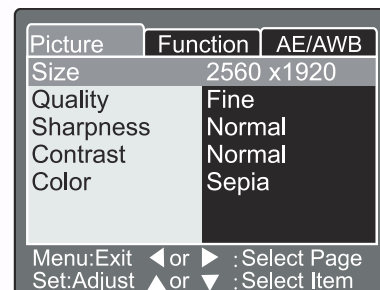 Picture Function AE/AWB
Size 2560 x1920
Quality Fine
Sharpness Normal
Contrast Normal
Color Sepia
Menu:Exit ◀ or ▶ :Select Page
Set:Adjust ▲ or ▼ :Select Item